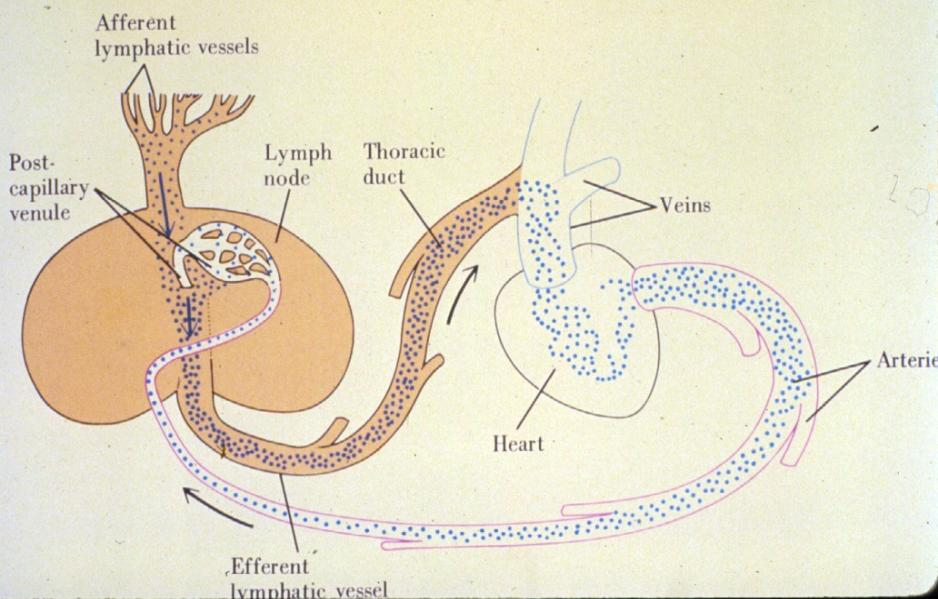 Afferent
lymphatic vessels
Post-
capillary
venule
Lymph
node
Thoracic
duct
Veins
Arterie
Heart
Efferent
lymphatic vessel